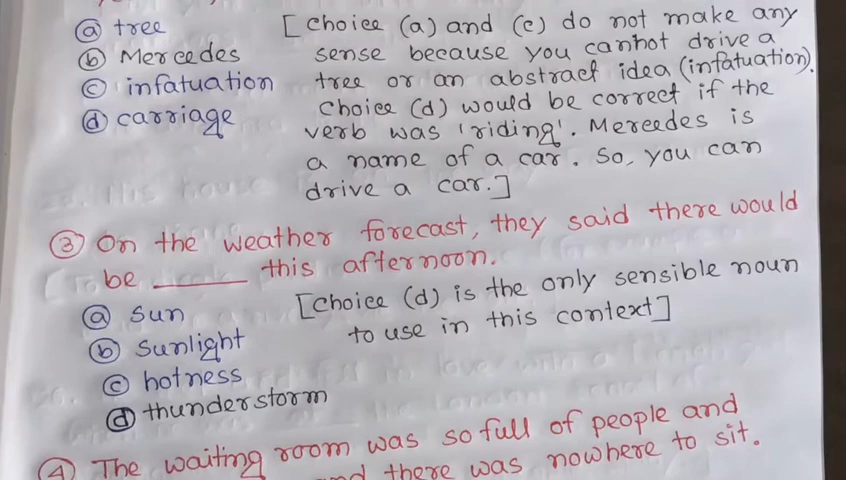 ⓐ tree [choice (a) and (c) do not make any
ⓑ Mercedes sense because you cannot drive a
ⓒ infatuation tree or an abstract idea (infatuation).
ⓓ carriage choice (d) would be correct if the
verb was 'riding'. Mercedes is
a name of a car. So, you can
drive a car.]
③ On the weather forecast, they said there would
be ______ this afternoon.
ⓐ sun [choice (d) is the only sensible noun
ⓑ sunlight to use in this context]
ⓒ hotness
ⓓ thunderstorm
④ The waiting room was so full of people and
and there was nowhere to sit.